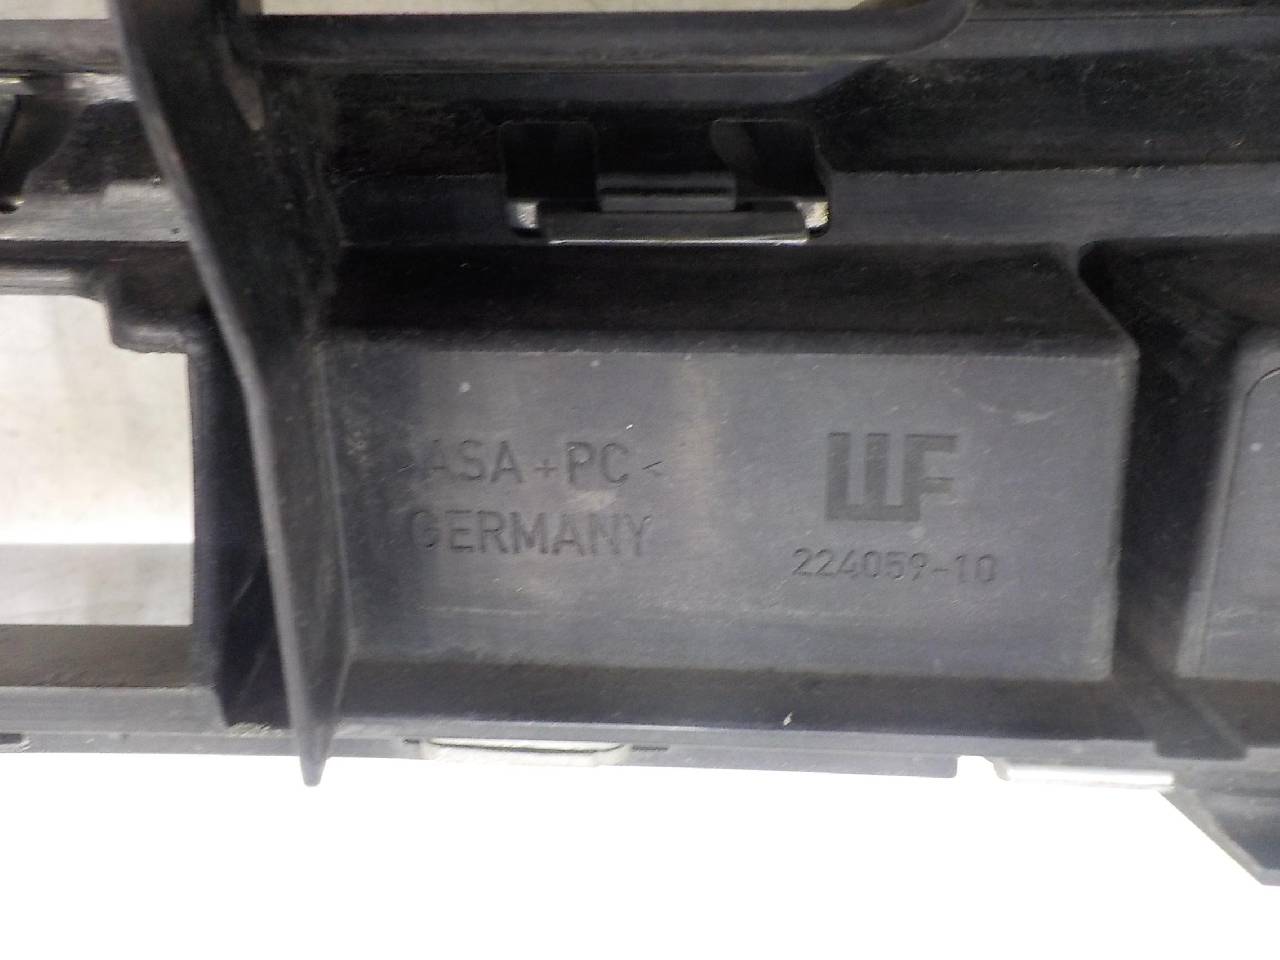 >ASA+PC<
GERMANY
WF
224059-10